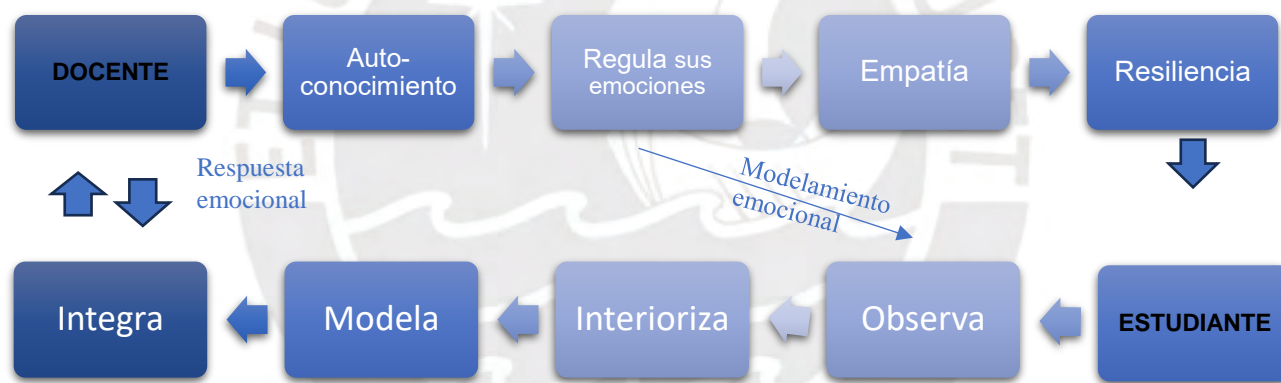 DOCENTE
Auto-
conocimiento
Regula sus
emociones
Empatía
Resiliencia
Respuesta
emocional
Modelamiento
emocional
Integra
Modela
Interioriza
Observa
ESTUDIANTE